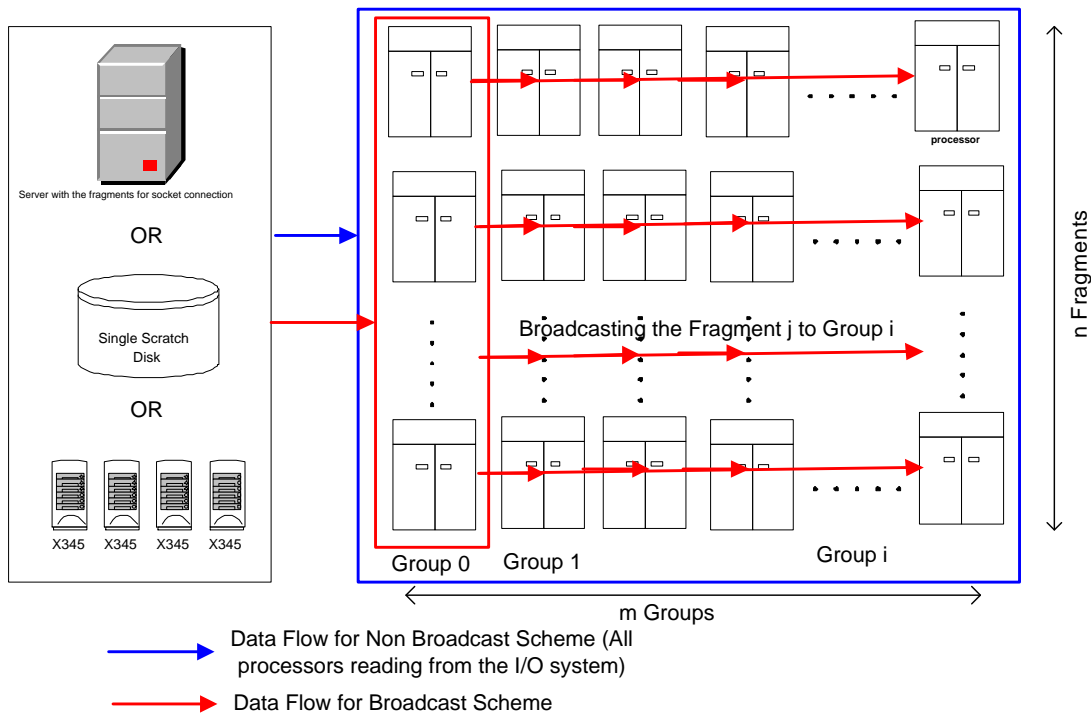 Server with the fragments for socket connection
OR
Single Scratch
Disk
OR
X345 X345 X345 X345
processor
n Fragments
Broadcasting the Fragment j to Group i
Group 0
Group 1
Group i
m Groups
Data Flow for Non Broadcast Scheme (All
processors reading from the I/O system)
Data Flow for Broadcast Scheme